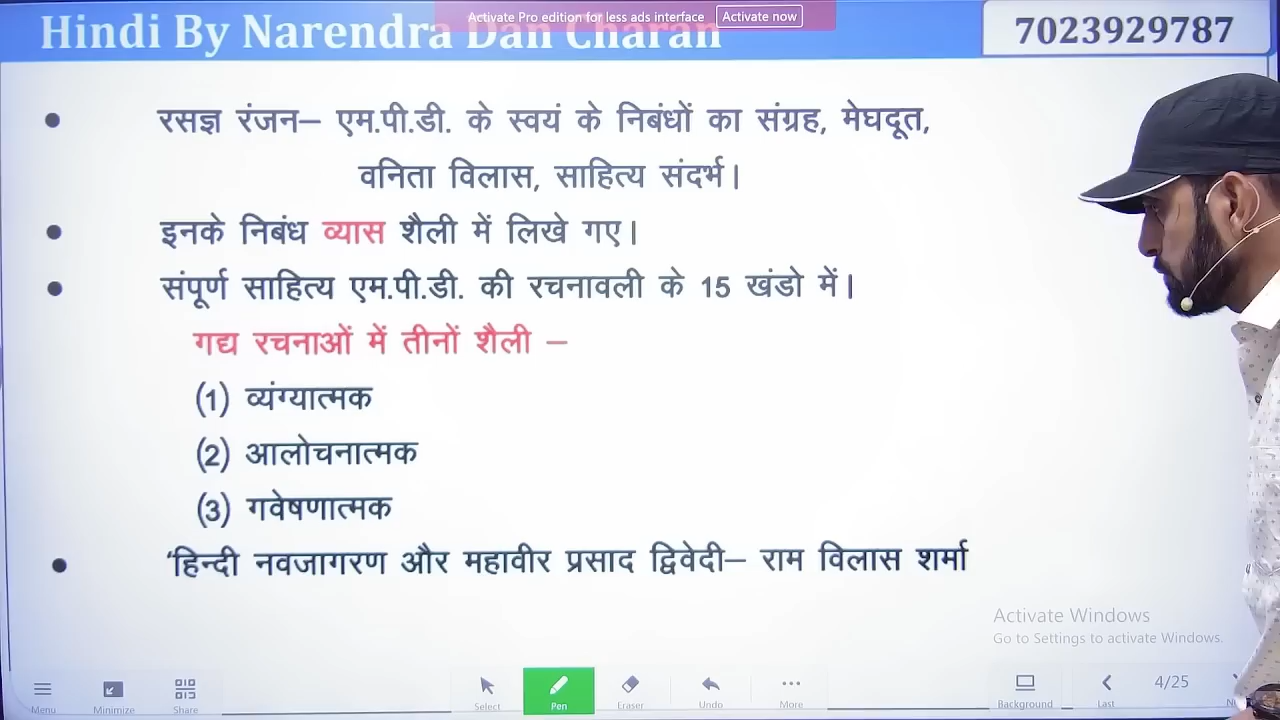 Activate Pro edition for less ads interface Activate now
Hindi By Narendra Dan Charan
7023929787
• रसज्ञ रंजन– एम.पी.डी. के स्वयं के निबंधों का संग्रह, मेघदूत,
वनिता विलास, साहित्य संदर्भ।
• इनके निबंध व्यास शैली में लिखे गए।
• संपूर्ण साहित्य एम.पी.डी. की रचनावली के 15 खंडो में।
गद्य रचनाओं में तीनों शैली –
(1) व्यंग्यात्मक
(2) आलोचनात्मक
(3) गवेषणात्मक
• 'हिन्दी नवजागरण और महावीर प्रसाद द्विवेदी– राम विलास शर्मा
Activate Windows
Go to Settings to activate Windows.
4/25
Menu Minimize Share Select Pen Eraser Undo More Background Last